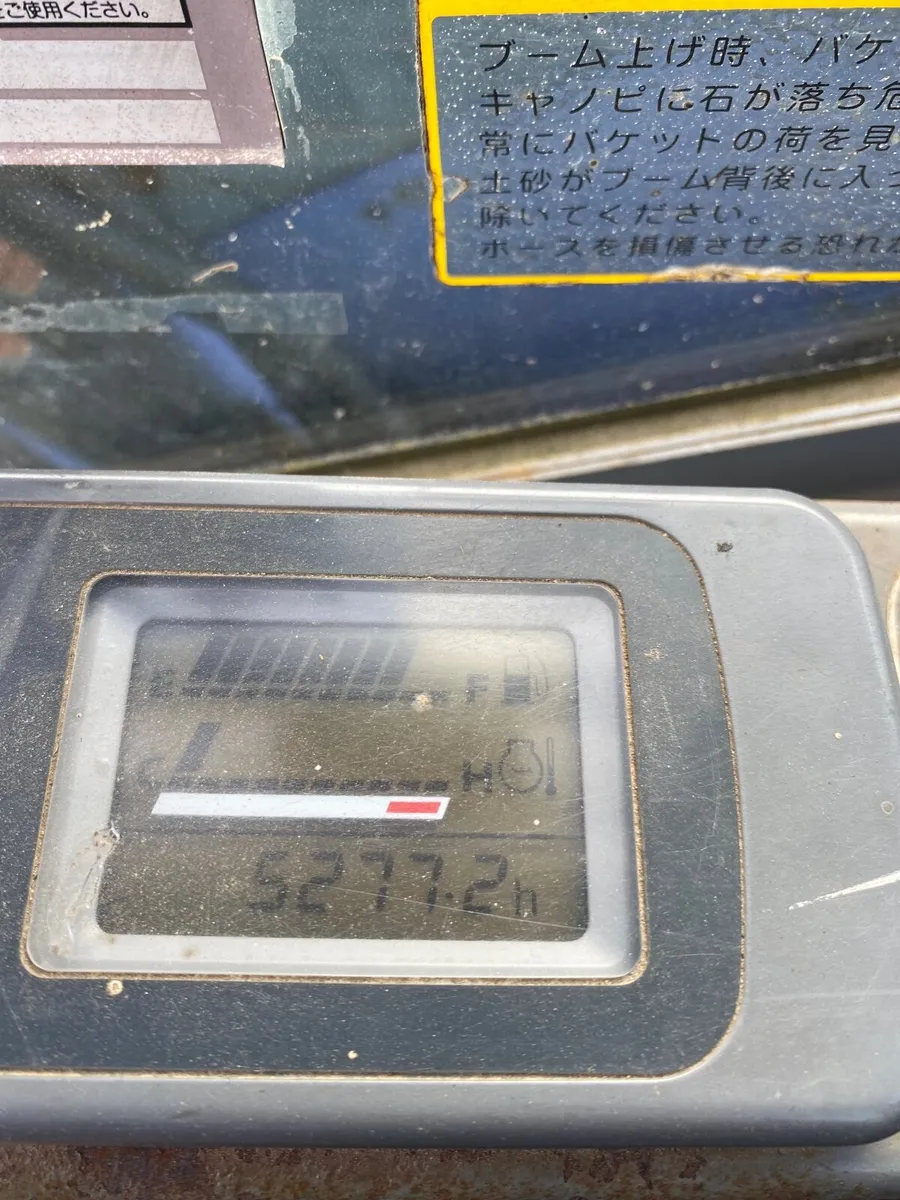 ご使用ください。
ブーム上げ時、バケ
キャノピに石が落ち危
常にバケットの荷を見
土砂がブーム背後に入っ
除いてください。
ホースを損傷させる恐れが
E F
C H
5277.2h